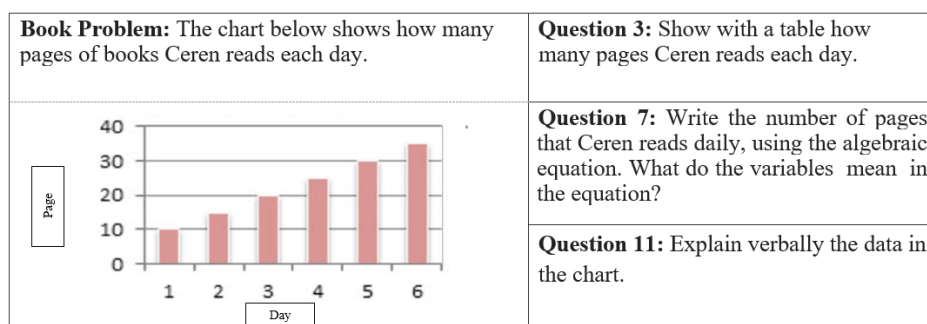 Book Problem: The chart below shows how many
pages of books Ceren reads each day.
40
30
20
10
0
Page
1 2 3 4 5 6
Day
Question 3: Show with a table how
many pages Ceren reads each day.
Question 7: Write the number of pages
that Ceren reads daily, using the algebraic
equation. What do the variables mean in
the equation?
Question 11: Explain verbally the data in
the chart.